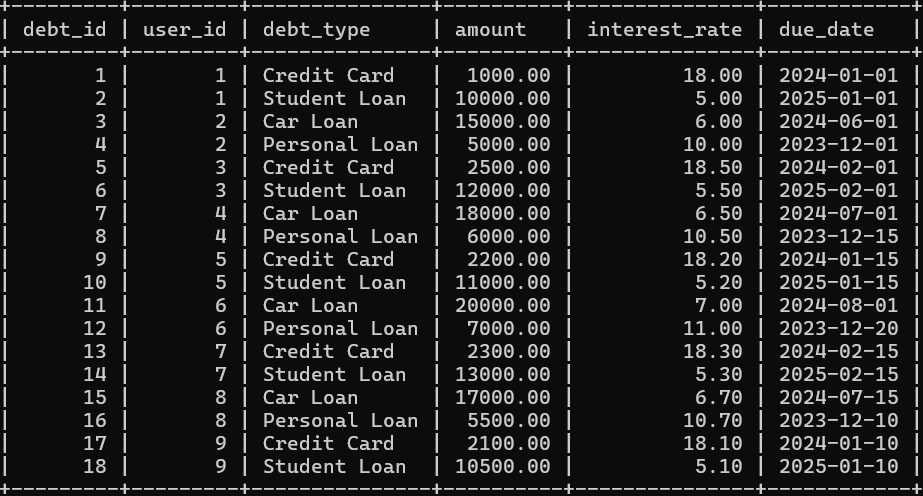 | debt_id | user_id | debt_type     | amount   | interest_rate | due_date   |
|       1 |       1 | Credit Card   |  1000.00 |         18.00 | 2024-01-01 |
|       2 |       1 | Student Loan  | 10000.00 |          5.00 | 2025-01-01 |
|       3 |       2 | Car Loan      | 15000.00 |          6.00 | 2024-06-01 |
|       4 |       2 | Personal Loan |  5000.00 |         10.00 | 2023-12-01 |
|       5 |       3 | Credit Card   |  2500.00 |         18.50 | 2024-02-01 |
|       6 |       3 | Student Loan  | 12000.00 |          5.50 | 2025-02-01 |
|       7 |       4 | Car Loan      | 18000.00 |          6.50 | 2024-07-01 |
|       8 |       4 | Personal Loan |  6000.00 |         10.50 | 2023-12-15 |
|       9 |       5 | Credit Card   |  2200.00 |         18.20 | 2024-01-15 |
|      10 |       5 | Student Loan  | 11000.00 |          5.20 | 2025-01-15 |
|      11 |       6 | Car Loan      | 20000.00 |          7.00 | 2024-08-01 |
|      12 |       6 | Personal Loan |  7000.00 |         11.00 | 2023-12-20 |
|      13 |       7 | Credit Card   |  2300.00 |         18.30 | 2024-02-15 |
|      14 |       7 | Student Loan  | 13000.00 |          5.30 | 2025-02-15 |
|      15 |       8 | Car Loan      | 17000.00 |          6.70 | 2024-07-15 |
|      16 |       8 | Personal Loan |  5500.00 |         10.70 | 2023-12-10 |
|      17 |       9 | Credit Card   |  2100.00 |         18.10 | 2024-01-10 |
|      18 |       9 | Student Loan  | 10500.00 |          5.10 | 2025-01-10 |